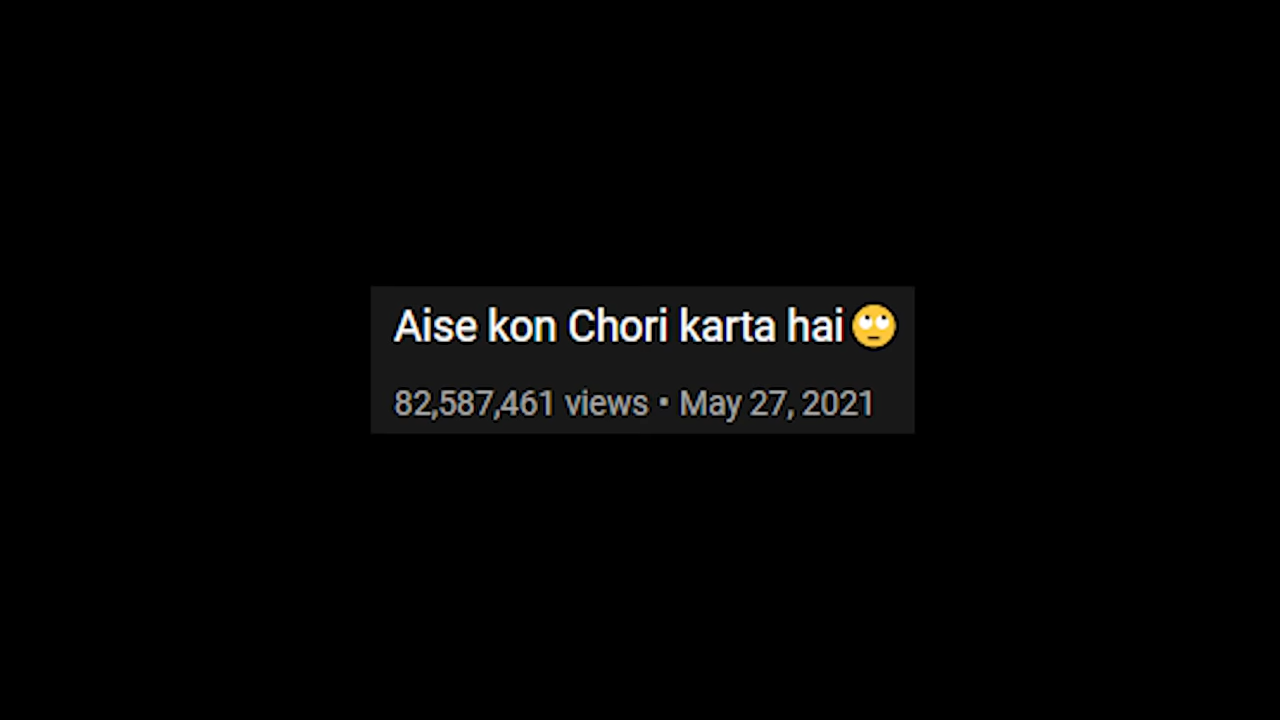 Aise kon Chori karta hai🙄
82,587,461 views • May 27, 2021